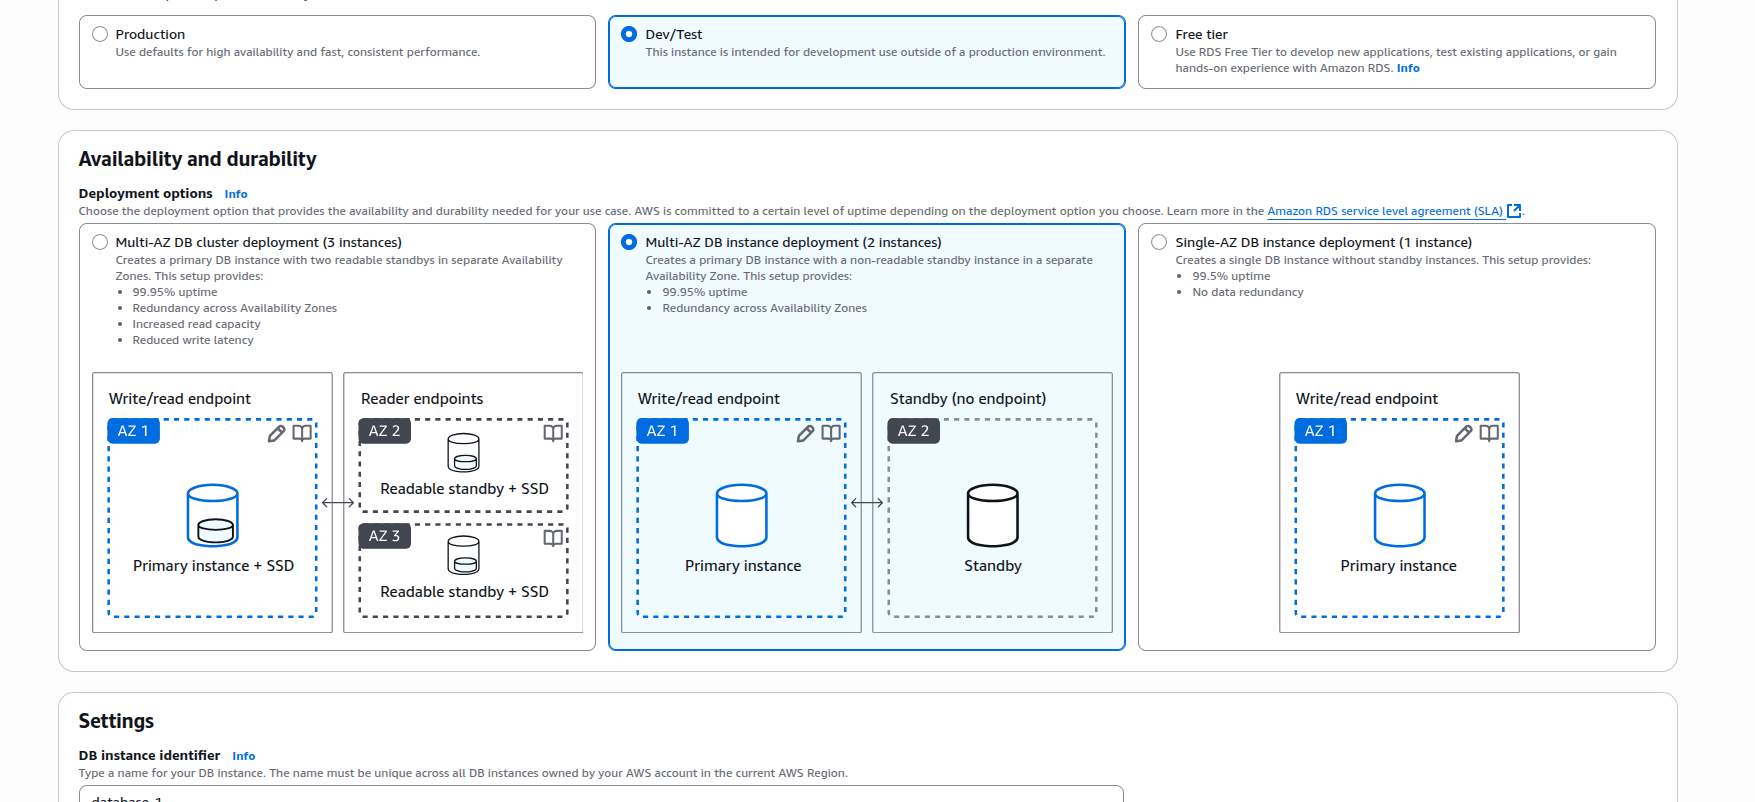 Production
Use defaults for high availability and fast, consistent performance.
Dev/Test
This instance is intended for development use outside of a production environment.
Free tier
Use RDS Free Tier to develop new applications, test existing applications, or gain
hands-on experience with Amazon RDS. Info
Availability and durability
Deployment options Info
Choose the deployment option that provides the availability and durability needed for your use case. AWS is committed to a certain level of uptime depending on the deployment option you choose. Learn more in the Amazon RDS service level agreement (SLA).
Multi-AZ DB cluster deployment (3 instances)
Creates a primary DB instance with two readable standbys in separate Availability
Zones. This setup provides:
• 99.95% uptime
• Redundancy across Availability Zones
• Increased read capacity
• Reduced write latency
Write/read endpoint
AZ 1
Primary instance + SSD
Reader endpoints
AZ 2
Readable standby + SSD
AZ 3
Readable standby + SSD
Multi-AZ DB instance deployment (2 instances)
Creates a primary DB instance with a non-readable standby instance in a separate
Availability Zone. This setup provides:
• 99.95% uptime
• Redundancy across Availability Zones
Write/read endpoint
AZ 1
Primary instance
Standby (no endpoint)
AZ 2
Standby
Single-AZ DB instance deployment (1 instance)
Creates a single DB instance without standby instances. This setup provides:
• 99.5% uptime
• No data redundancy
Write/read endpoint
AZ 1
Primary instance
Settings
DB instance identifier Info
Type a name for your DB instance. The name must be unique across all DB instances owned by your AWS account in the current AWS Region.
database-1